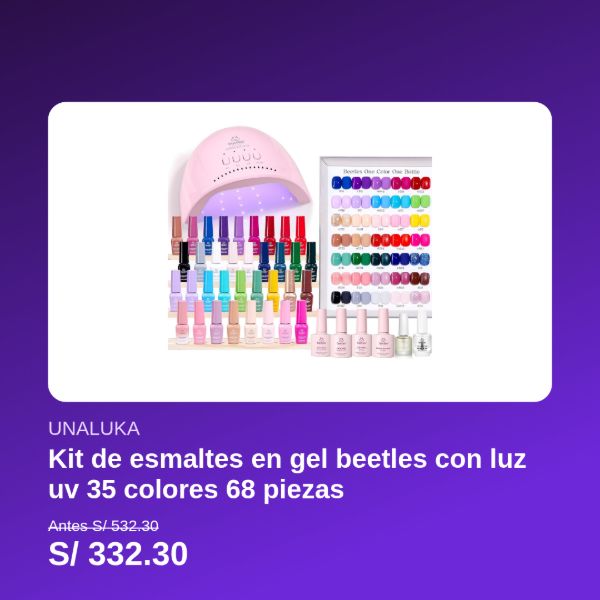 Beetles One Color One Bottle
UNALUKA
Kit de esmaltes en gel beetles con luz
uv 35 colores 68 piezas
Antes S/ 532.30
S/ 332.30